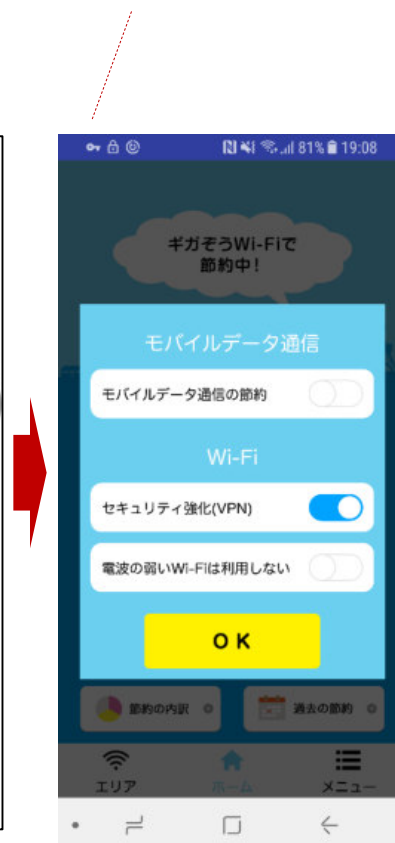 81% 19:08
ギガぞうWi-Fiで
節約中！
モバイルデータ通信
モバイルデータ通信の節約
Wi-Fi
セキュリティ強化(VPN)
電波の弱いWi-Fiは利用しない
OK
節約の内訳
過去の節約
エリア
ホーム
メニュー